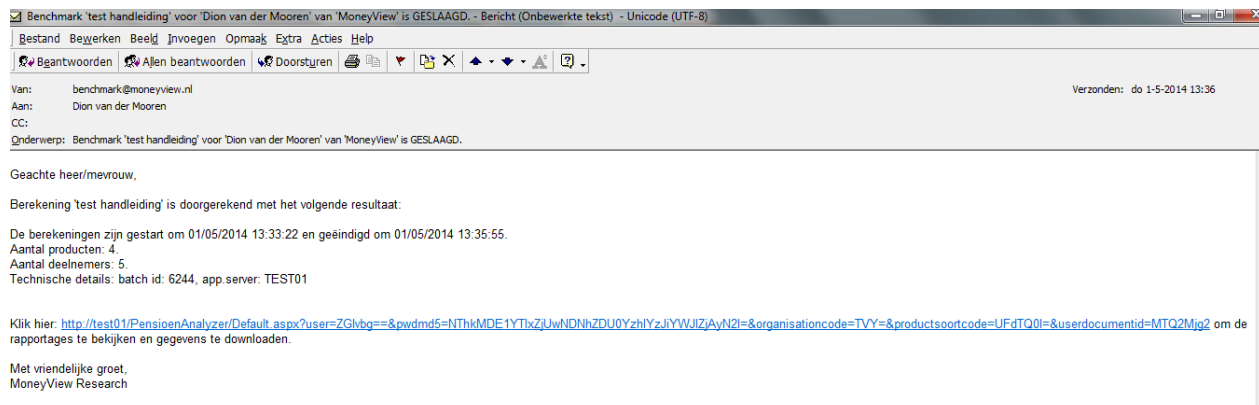 Benchmark 'test handleiding' voor 'Dion van der Mooren' van 'MoneyView' is GESLAAGD. - Bericht (Onbewerkte tekst) - Unicode (UTF-8)
Bestand Bewerken Beeld Invoegen Opmaak Extra Acties Help
Beantwoorden Allen beantwoorden Doorsturen
Van: benchmark@moneyview.nl Verzonden: do 1-5-2014 13:36
Aan: Dion van der Mooren
CC:
Onderwerp: Benchmark 'test handleiding' voor 'Dion van der Mooren' van 'MoneyView' is GESLAAGD.
Geachte heer/mevrouw,
Berekening 'test handleiding' is doorgerekend met het volgende resultaat:
De berekeningen zijn gestart om 01/05/2014 13:33:22 en geëindigd om 01/05/2014 13:35:55.
Aantal producten: 4.
Aantal deelnemers: 5.
Technische details: batch id: 6244, app.server: TEST01
Klik hier: http://test01/PensioenAnalyzer/Default.aspx?user=ZGlvbg==&pwdmd5=NThkMDE1YTIxZjUwNDNhZDU0YzhlYzJiYWJlZjAyN2I=&organisationcode=TVY=&productsoortcode=UFdTQ0I=&userdocumentid=MTQ2Mjg2 om de
rapportages te bekijken en gegevens te downloaden.
Met vriendelijke groet,
MoneyView Research